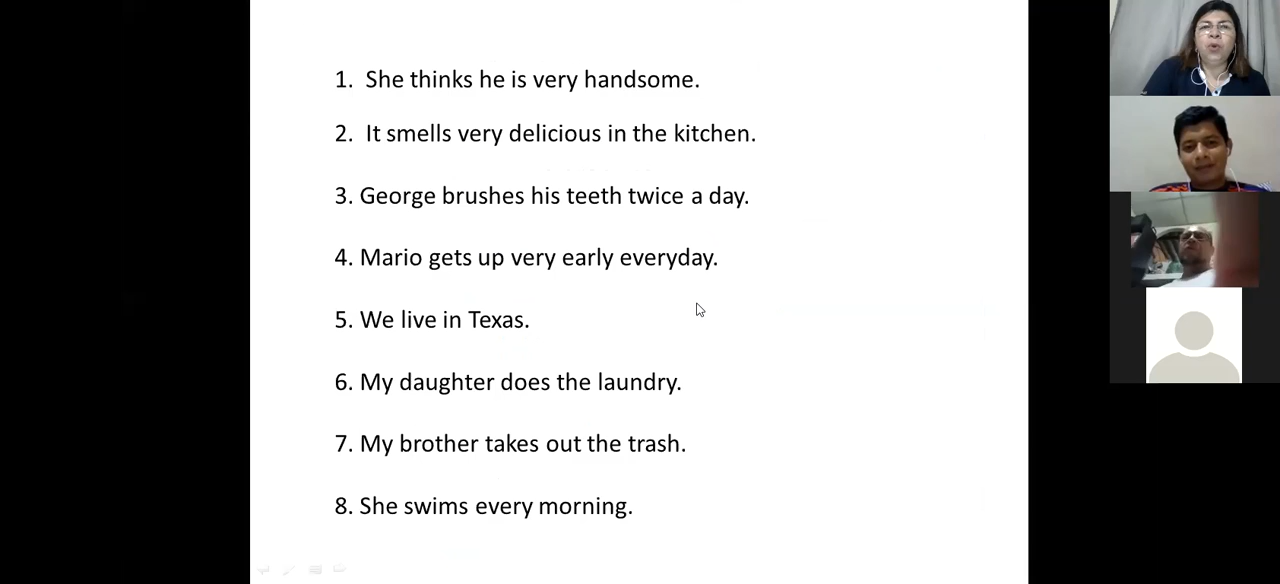 1. She thinks he is very handsome.
2. It smells very delicious in the kitchen.
3. George brushes his teeth twice a day.
4. Mario gets up very early everyday.
5. We live in Texas.
6. My daughter does the laundry.
7. My brother takes out the trash.
8. She swims every morning.